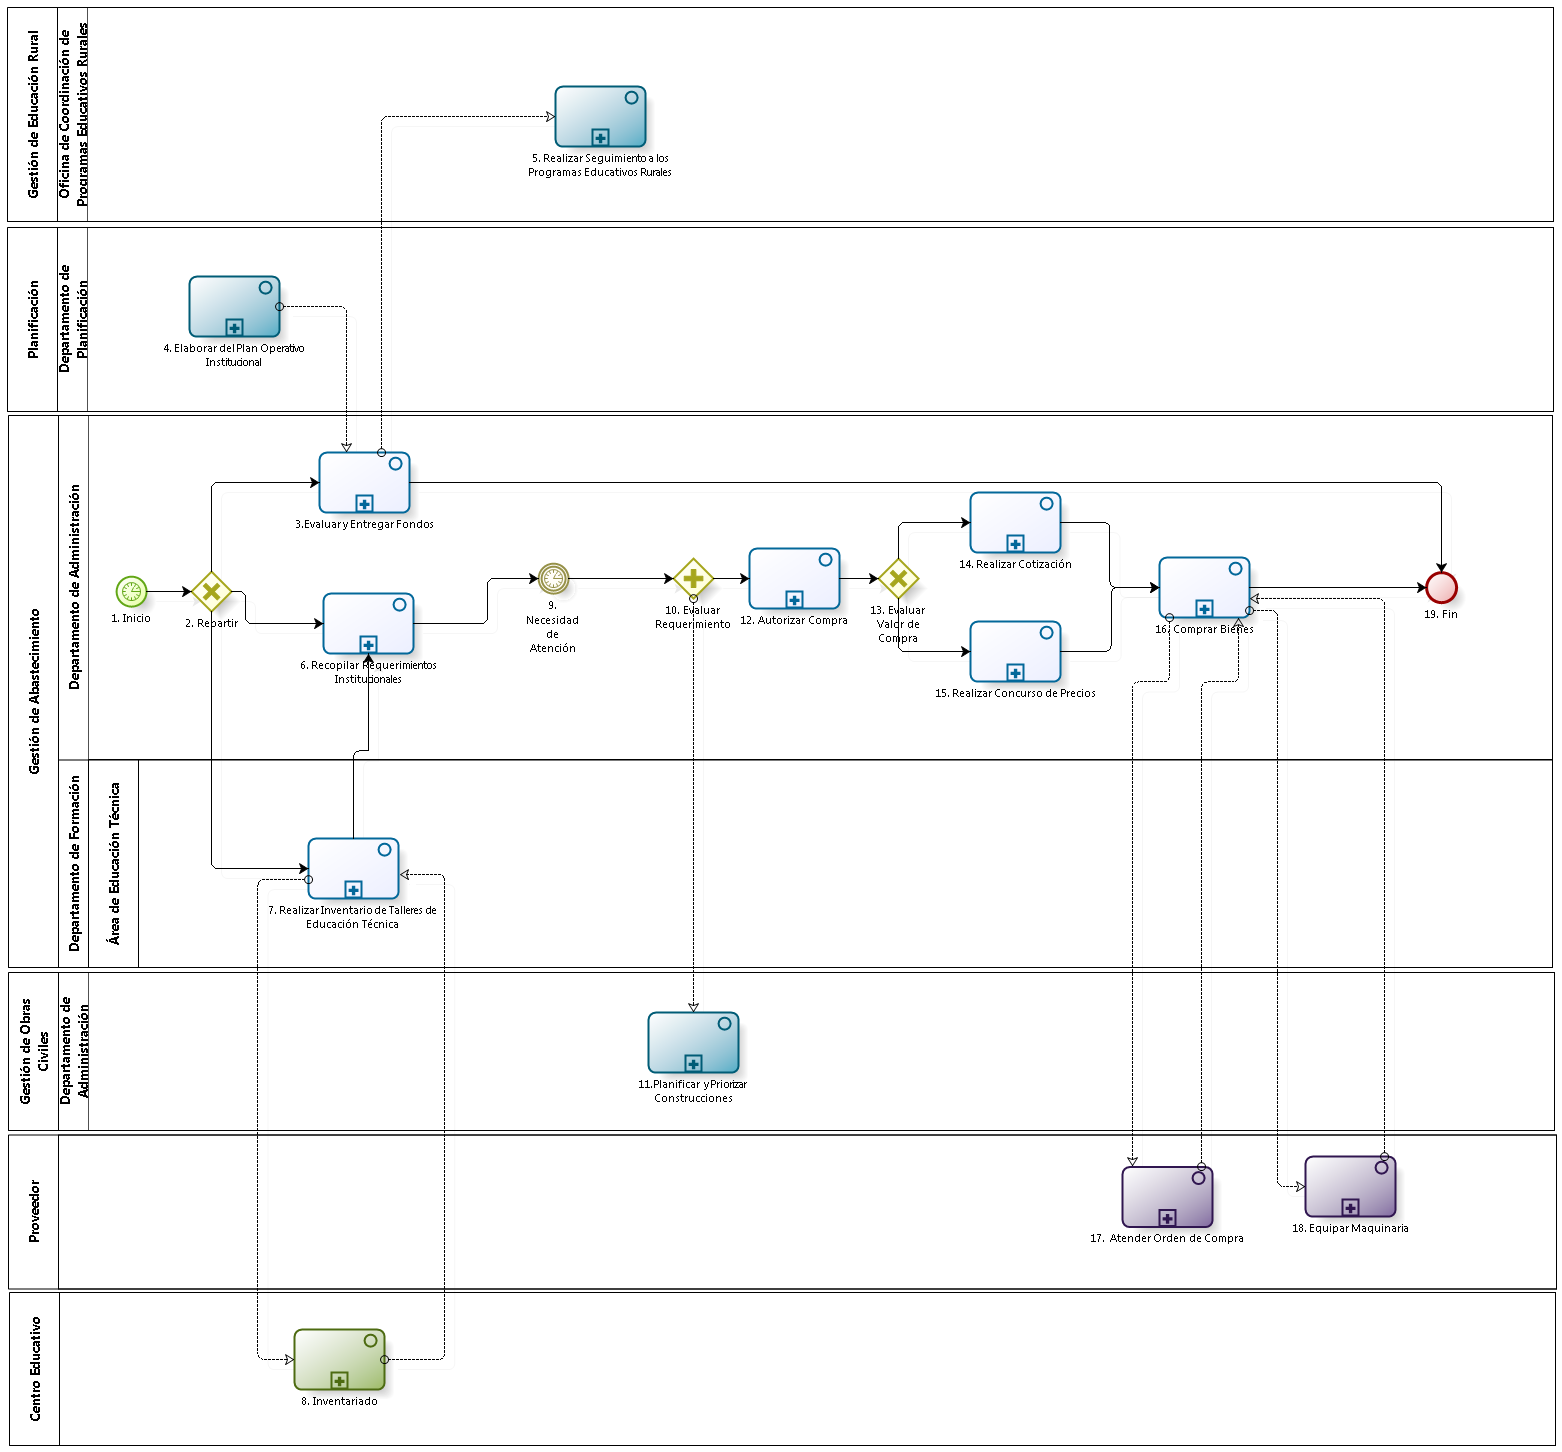 Gestión de Educación Rural
Oficina de Coordinación de
Programas Educativos Rurales
5. Realizar Seguimiento a los
Programas Educativos Rurales
Planificación
Departamento de
Planificación
4. Elaborar del Plan Operativo
Institucional
Gestión de Abastecimiento
Departamento de Administración
3.Evaluar y Entregar Fondos
1. Inicio
2. Repartir
6. Recopilar Requerimientos
Institucionales
9.
Necesidad
de
Atención
10. Evaluar
Requerimiento
12. Autorizar Compra
13. Evaluar
Valor de
Compra
14. Realizar Cotización
15. Realizar Concurso de Precios
16. Comprar Bienes
19. Fin
Departamento de Formación
Área de Educación Técnica
7. Realizar Inventario de Talleres de
Educación Técnica
Gestión de Obras
Civiles
Departamento de
Administración
11.Planificar y Priorizar
Construcciones
Proveedor
17. Atender Orden de Compra
18. Equipar Maquinaria
Centro Educativo
8. Inventariado